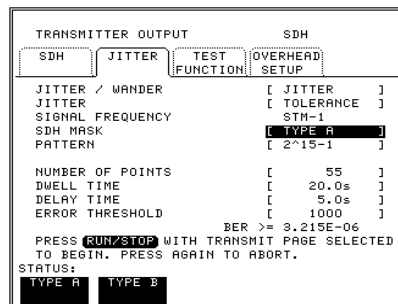 TRANSMITTER OUTPUT SDH
SDH JITTER TEST FUNCTION OVERHEAD SETUP
JITTER / WANDER [ JITTER ]
JITTER [ TOLERANCE ]
SIGNAL FREQUENCY STM-1
SDH MASK [ TYPE A ]
PATTERN [ 2^15-1 ]
NUMBER OF POINTS [ 55 ]
DWELL TIME [ 20.0s ]
DELAY TIME [ 5.0s ]
ERROR THRESHOLD [ 1000 ]
BER >= 3.215E-06
PRESS RUN/STOP WITH TRANSMIT PAGE SELECTED
TO BEGIN. PRESS AGAIN TO ABORT.
STATUS:
TYPE A TYPE B